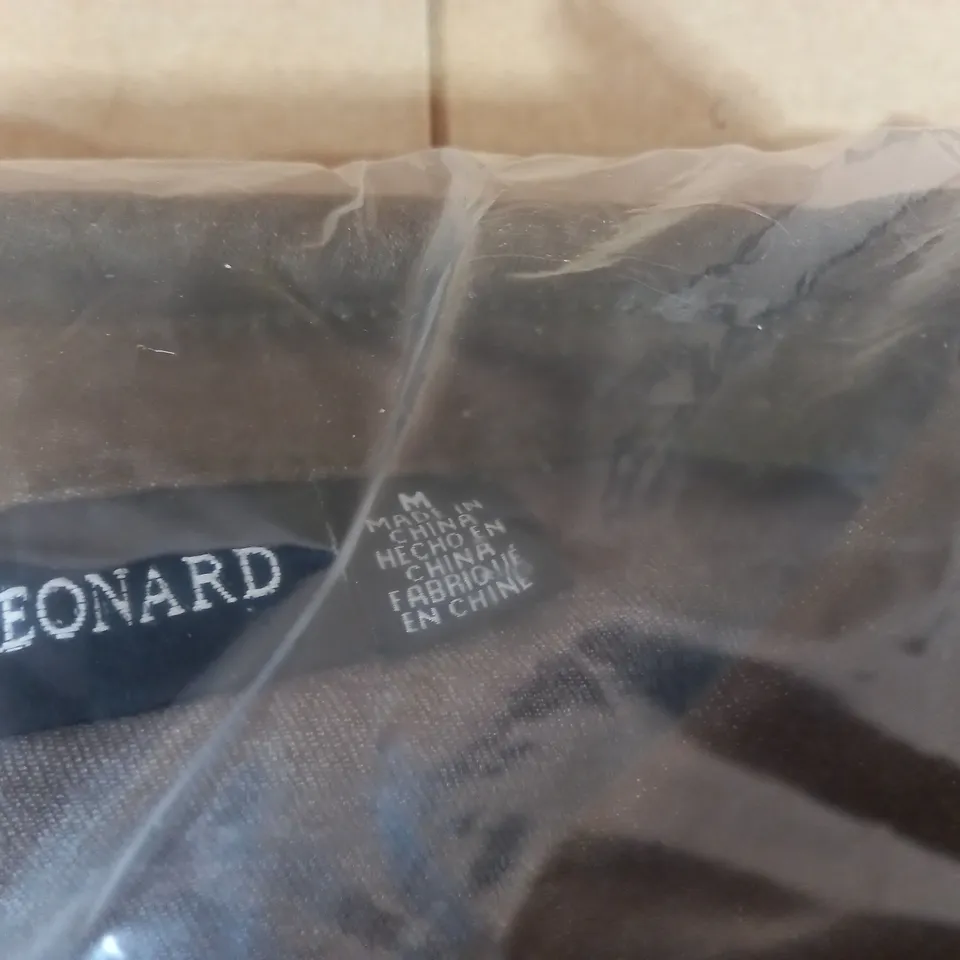 EONARD
M
MADE IN
CHINA
HECHO EN
CHINA
FABRIQUÉ
EN CHINE